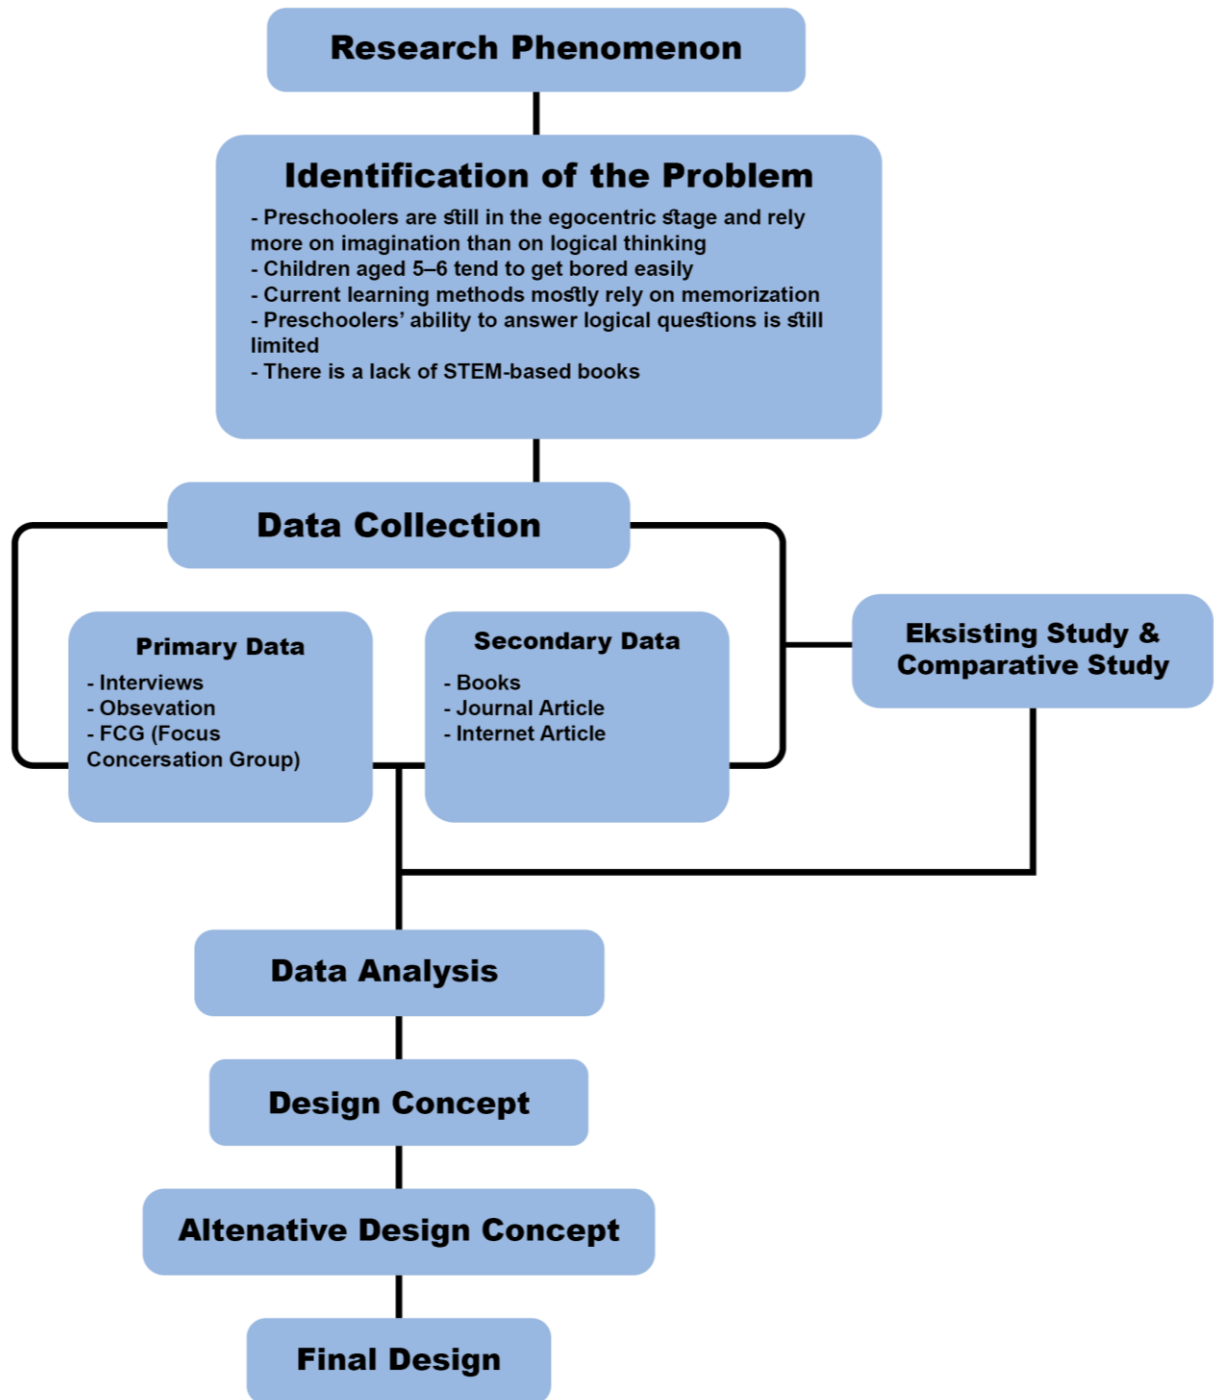 Research Phenomenon
Identification of the Problem
- Preschoolers are still in the egocentric stage and rely
more on imagination than on logical thinking
- Children aged 5–6 tend to get bored easily
- Current learning methods mostly rely on memorization
- Preschoolers’ ability to answer logical questions is still
limited
- There is a lack of STEM-based books
Data Collection
Primary Data
- Interviews
- Obsevation
- FCG (Focus
Concersation Group)
Secondary Data
- Books
- Journal Article
- Internet Article
Eksisting Study &
Comparative Study
Data Analysis
Design Concept
Altenative Design Concept
Final Design